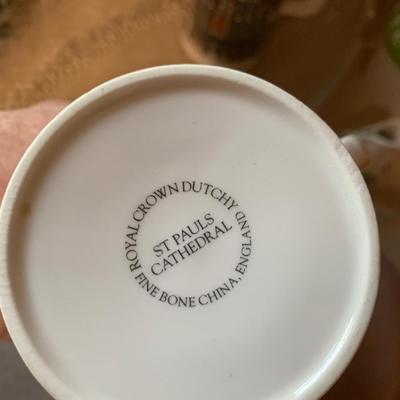 ROYAL CROWN DUTCHY
ST PAULS
CATHEDRAL
FINE BONE CHINA, ENGLAND